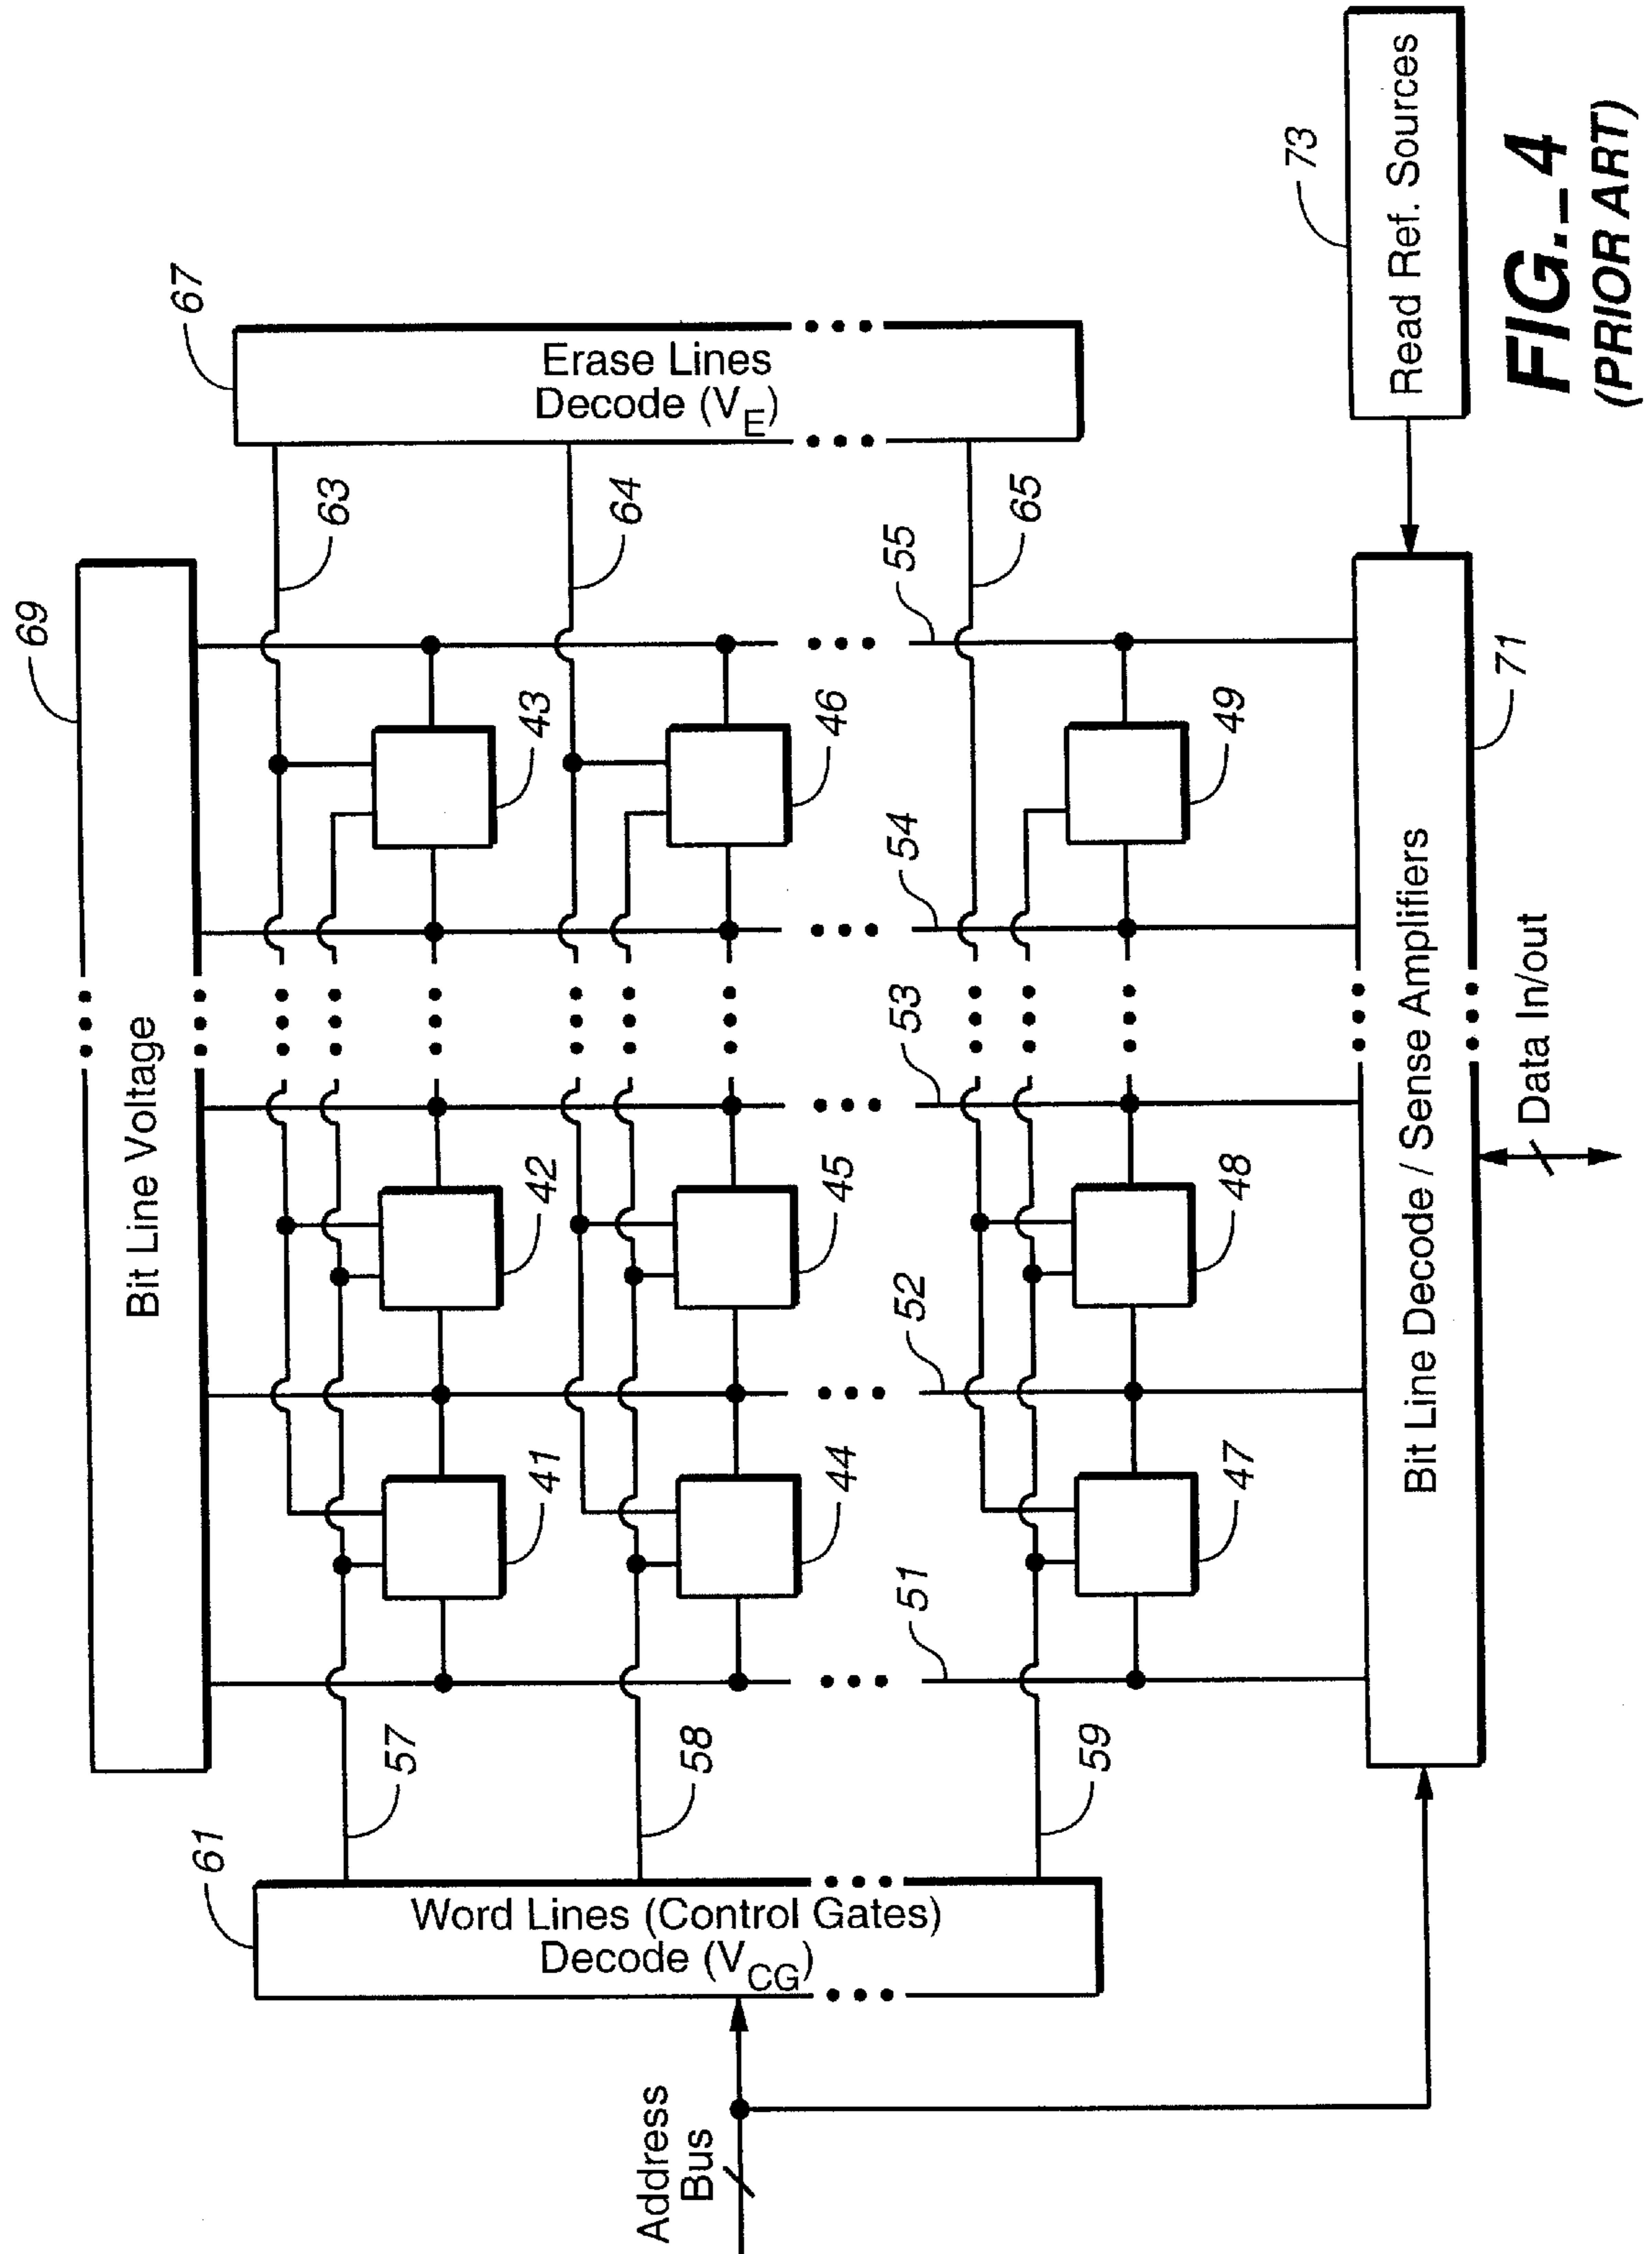 69
Bit Line Voltage
67
Erase Lines
Decode (VE)
61
Word Lines (Control Gates)
Decode (VCG)
57
63
41
42
43
58
64
44
45
46
51
52
53
54
55
59
65
47
48
49
Address
Bus
Bit Line Decode / Sense Amplifiers
71
Data In/out
73
Read Ref. Sources
FIG._4
(PRIOR ART)